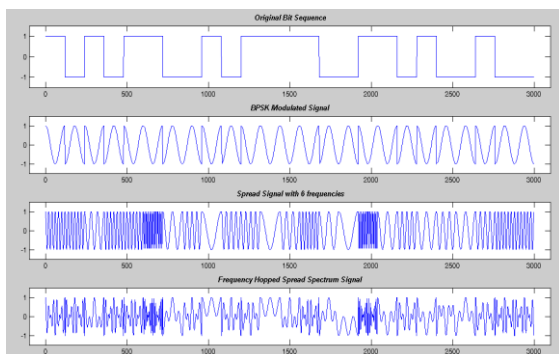 Original Bit Sequence
1
0
-1
0 500 1000 1500 2000 2500 3000
BPSK Modulated Signal
1
0
-1
0 500 1000 1500 2000 2500 3000
Spread Signal with 6 frequencies
1
0
-1
0 500 1000 1500 2000 2500 3000
Frequency Hopped Spread Spectrum Signal
1
0
-1
0 500 1000 1500 2000 2500 3000